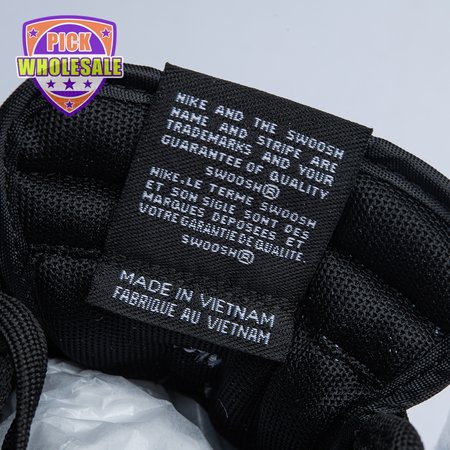 PICK
WHOLESALE
NIKE AND THE SWOOSH
NAME AND STRIPE ARE
TRADEMARKS AND YOUR
GUARANTEE OF QUALITY
SWOOSH®
NIKE.LE TERME SWOOSH
ET SON SIGLE SONT DES
MARQUES DEPOSEES ET
VOTRE GARANTIE DE QUALITE.
SWOOSH®
MADE IN VIETNAM
FABRIQUE AU VIETNAM